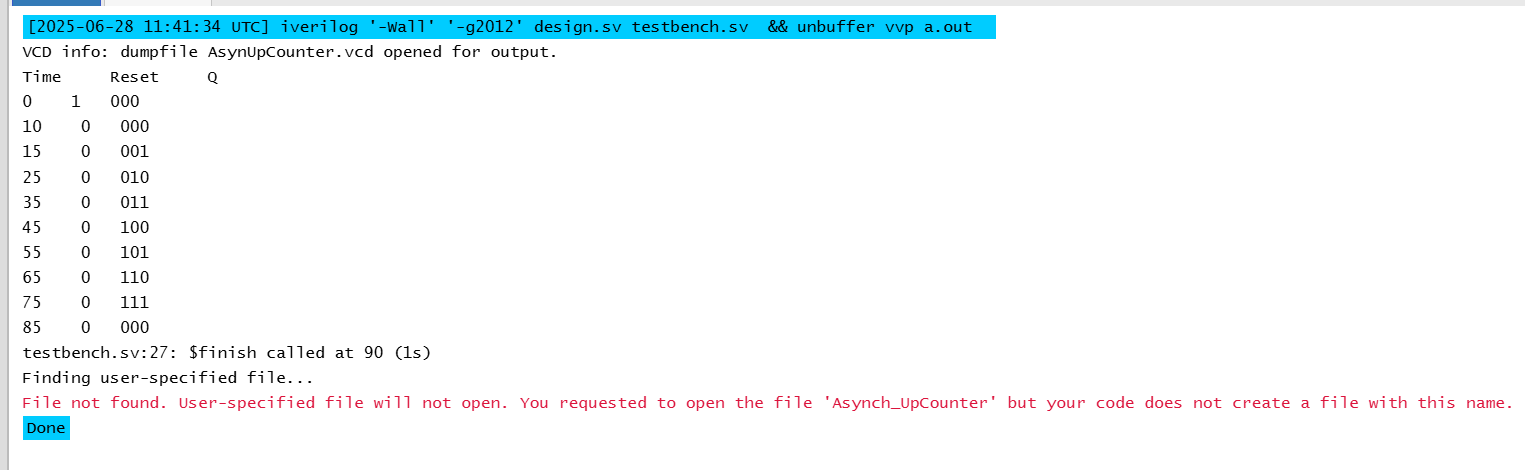 [2025-06-28 11:41:34 UTC] iverilog '-Wall' '-g2012' design.sv testbench.sv  && unbuffer vvp a.out
VCD info: dumpfile AsynUpCounter.vcd opened for output.
Time     Reset     Q
0    1   000
10    0   000
15    0   001
25    0   010
35    0   011
45    0   100
55    0   101
65    0   110
75    0   111
85    0   000
testbench.sv:27: $finish called at 90 (1s)
Finding user-specified file...
File not found. User-specified file will not open. You requested to open the file 'Asynch_UpCounter' but your code does not create a file with this name.
Done